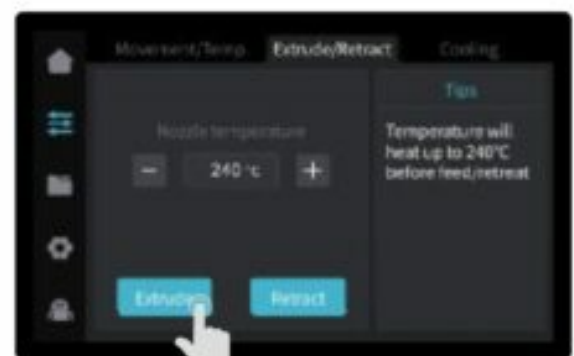 Movement/Temp
Extrude/Retract
Cooling
Nozzle temperature
− 240 ℃ +
Extrude
Retract
Tips
Temperature will
heat up to 240℃
before feed/retreat